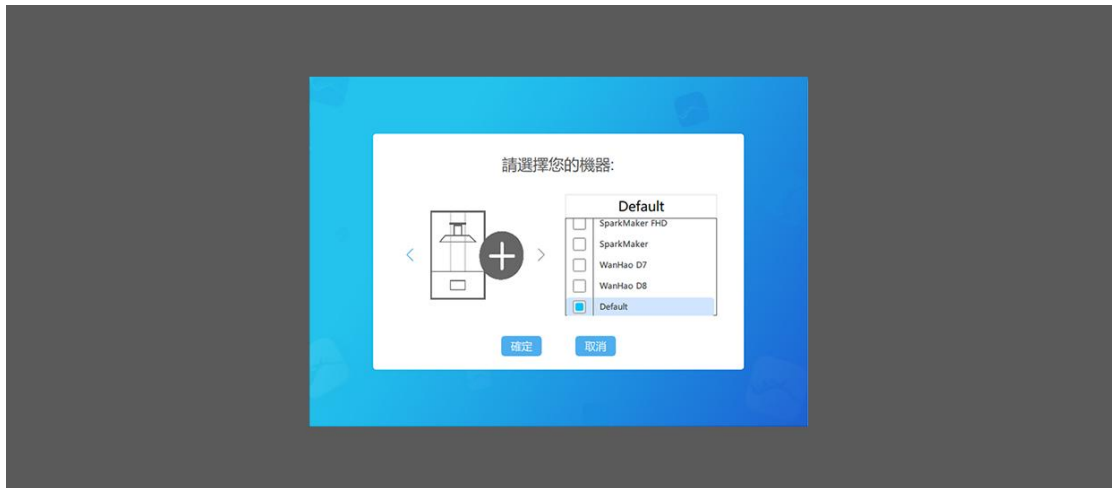 請選擇您的機器:
Default
SparkMaker FHD
SparkMaker
WanHao D7
WanHao D8
Default
確定
取消